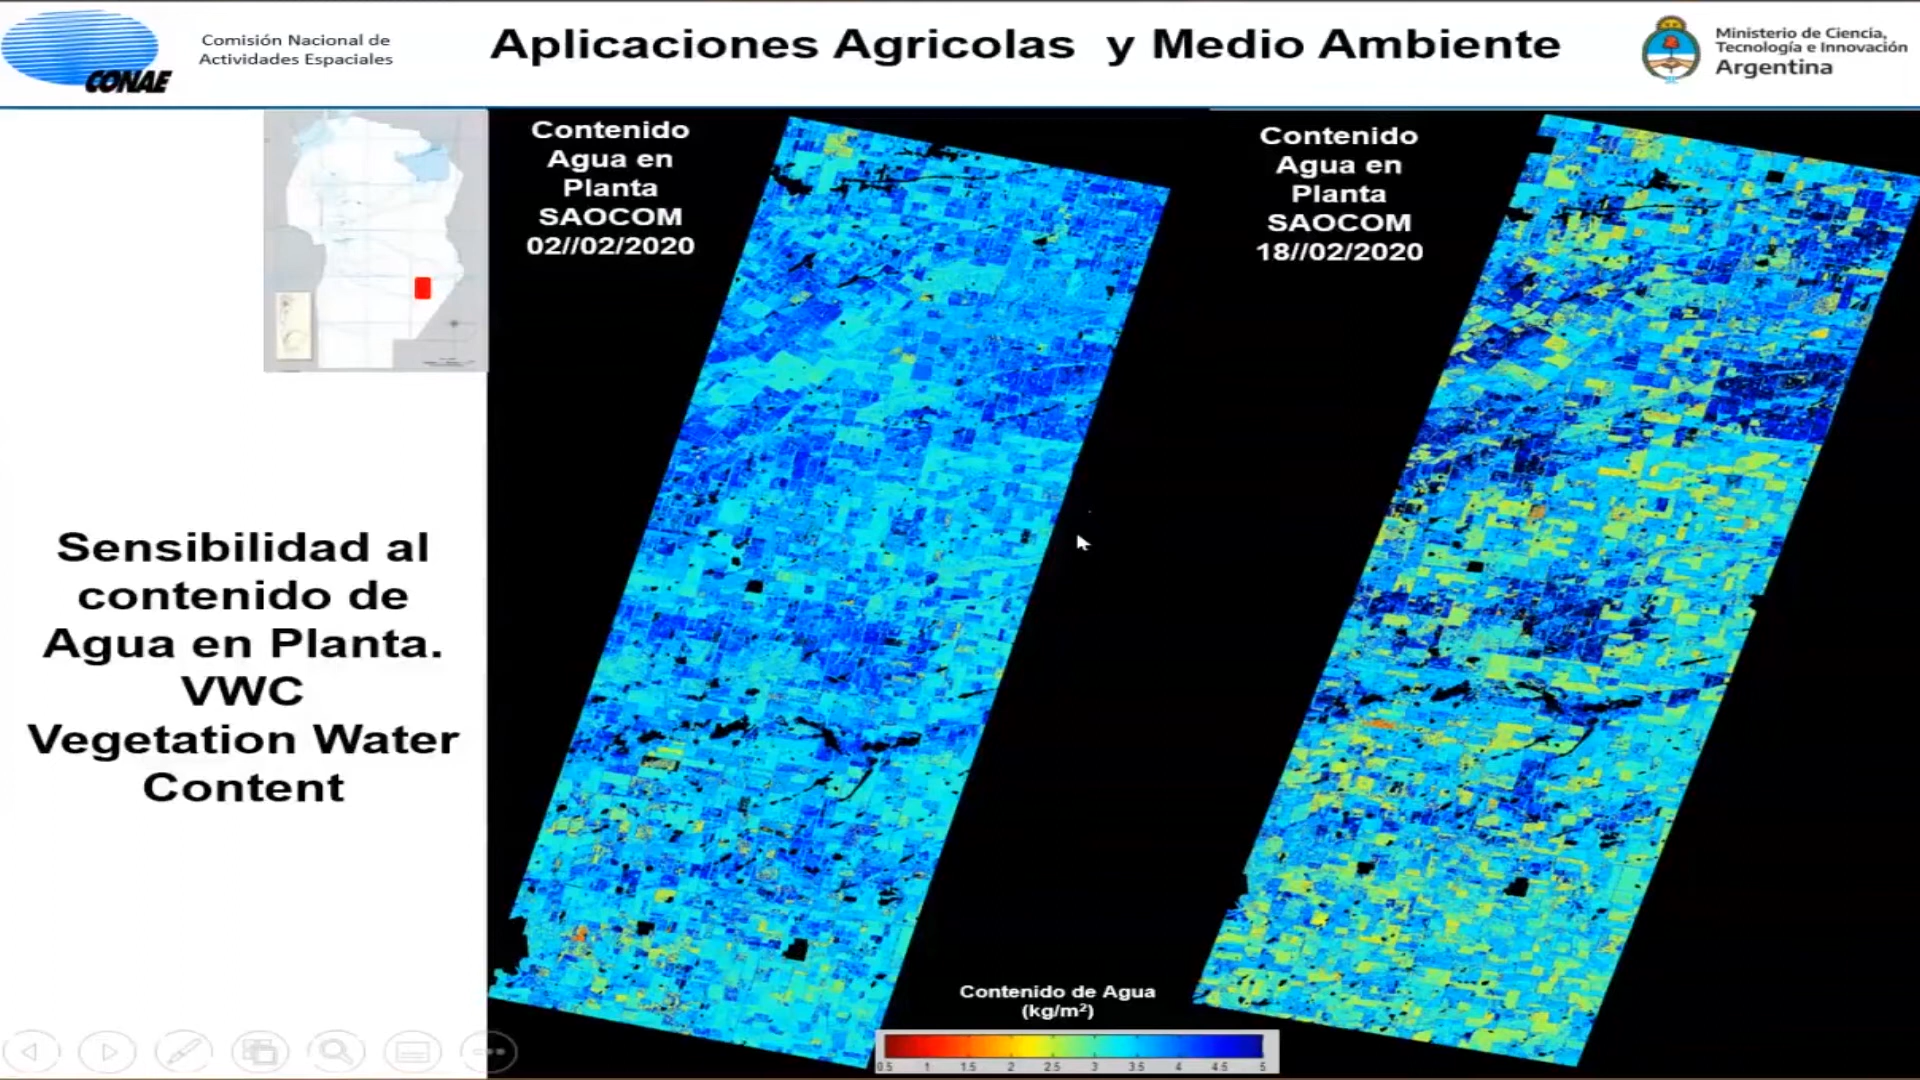 CONAE
Comisión Nacional de
Actividades Espaciales
Aplicaciones Agricolas y Medio Ambiente
Ministerio de Ciencia,
Tecnología e Innovación
Argentina
Sensibilidad al
contenido de
Agua en Planta.
VWC
Vegetation Water
Content
Contenido
Agua en
Planta
SAOCOM
02//02/2020
Contenido
Agua en
Planta
SAOCOM
18//02/2020
Contenido de Agua
(kg/m²)
0.5 1 1.5 2 2.5 3 3.5 4 4.5 5